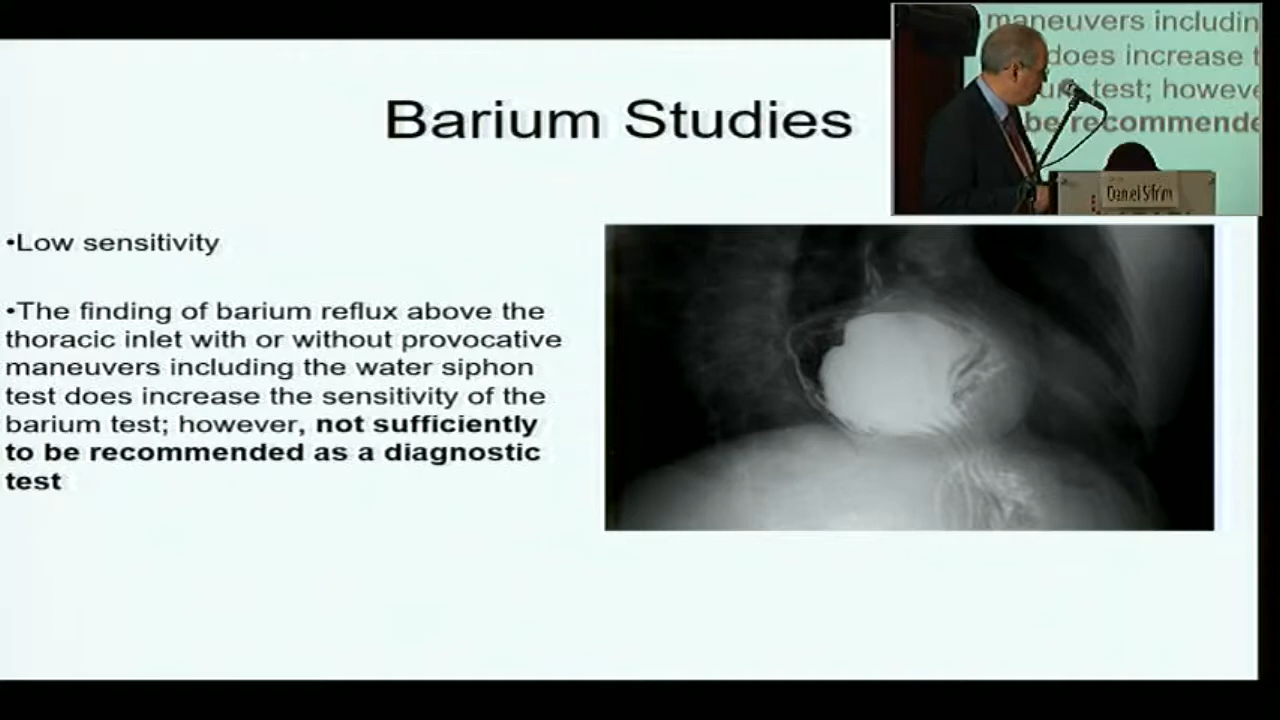 Barium Studies
•Low sensitivity
•The finding of barium reflux above the
thoracic inlet with or without provocative
maneuvers including the water siphon
test does increase the sensitivity of the
barium test; however, not sufficiently
to be recommended as a diagnostic
test
maneuvers includin
does increase t
test; howeve
be recommende
Daniel Sifrim